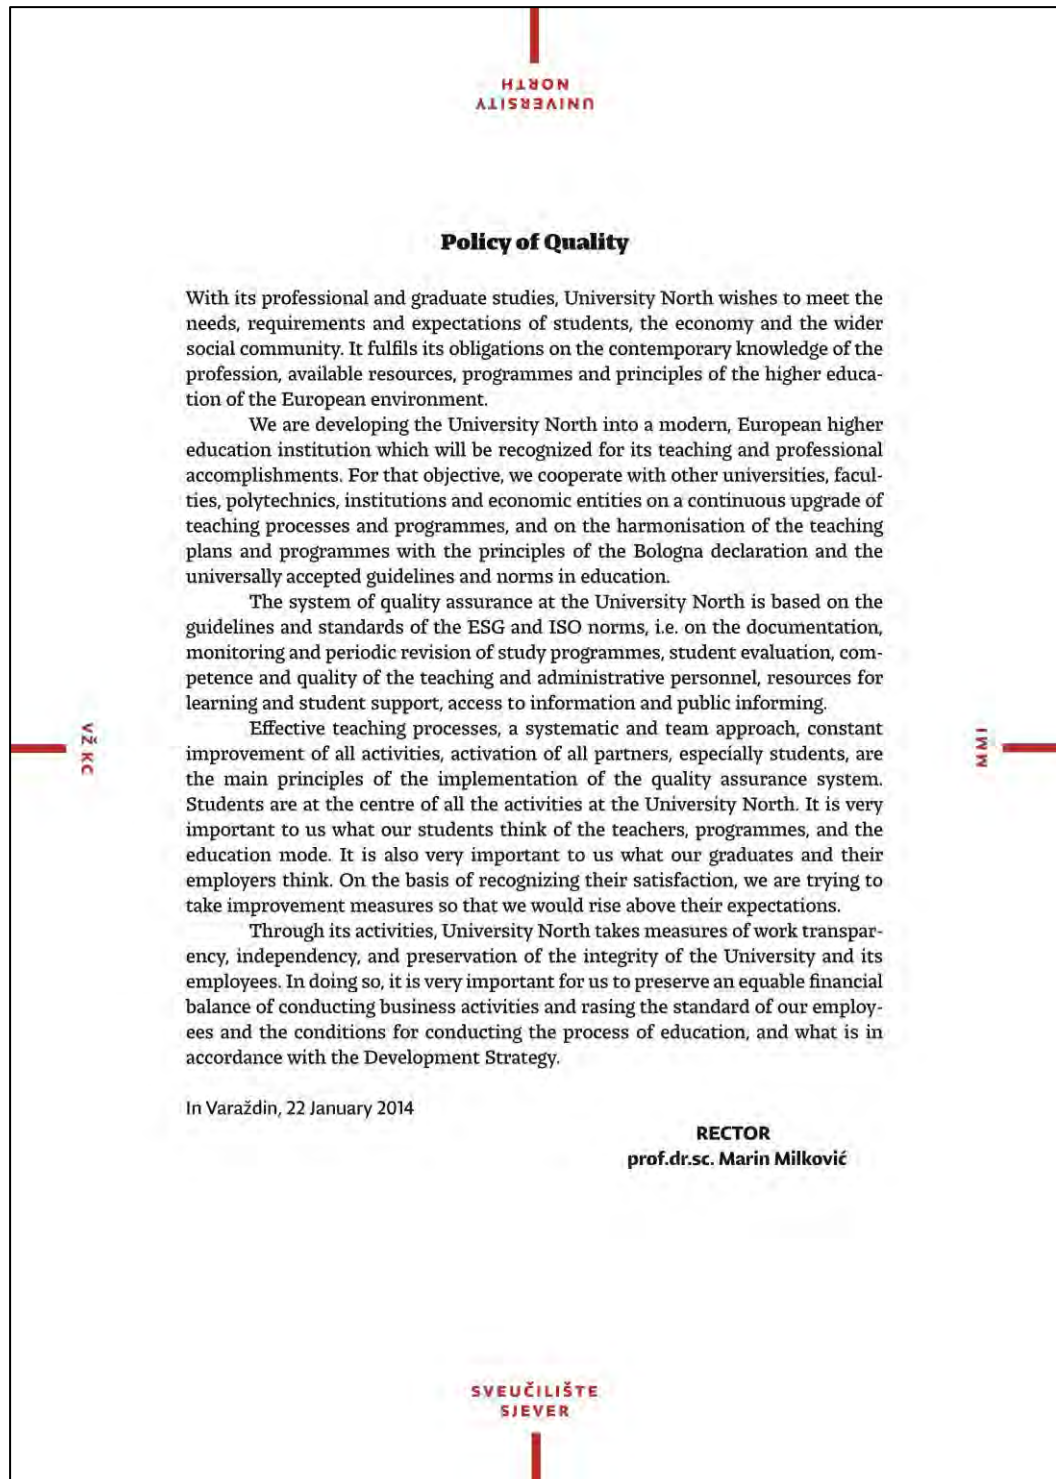 UNIVERSITY
NORTH
Policy of Quality
With its professional and graduate studies, University North wishes to meet the
needs, requirements and expectations of students, the economy and the wider
social community. It fulfils its obligations on the contemporary knowledge of the
profession, available resources, programmes and principles of the higher educa-
tion of the European environment.
We are developing the University North into a modern, European higher
education institution which will be recognized for its teaching and professional
accomplishments. For that objective, we cooperate with other universities, facul-
ties, polytechnics, institutions and economic entities on a continuous upgrade of
teaching processes and programmes, and on the harmonisation of the teaching
plans and programmes with the principles of the Bologna declaration and the
universally accepted guidelines and norms in education.
The system of quality assurance at the University North is based on the
guidelines and standards of the ESG and ISO norms, i.e. on the documentation,
monitoring and periodic revision of study programmes, student evaluation, com-
petence and quality of the teaching and administrative personnel, resources for
learning and student support, access to information and public informing.
Effective teaching processes, a systematic and team approach, constant
improvement of all activities, activation of all partners, especially students, are
the main principles of the implementation of the quality assurance system.
Students are at the centre of all the activities at the University North. It is very
important to us what our students think of the teachers, programmes, and the
education mode. It is also very important to us what our graduates and their
employers think. On the basis of recognizing their satisfaction, we are trying to
take improvement measures so that we would rise above their expectations.
Through its activities, University North takes measures of work transpar-
ency, independency, and preservation of the integrity of the University and its
employees. In doing so, it is very important for us to preserve an equable financial
balance of conducting business activities and rasing the standard of our employ-
ees and the conditions for conducting the process of education, and what is in
accordance with the Development Strategy.
VŽ KC
IMM
In Varaždin, 22 January 2014
RECTOR
prof.dr.sc. Marin Milković
SVEUČILIŠTE
SJEVER